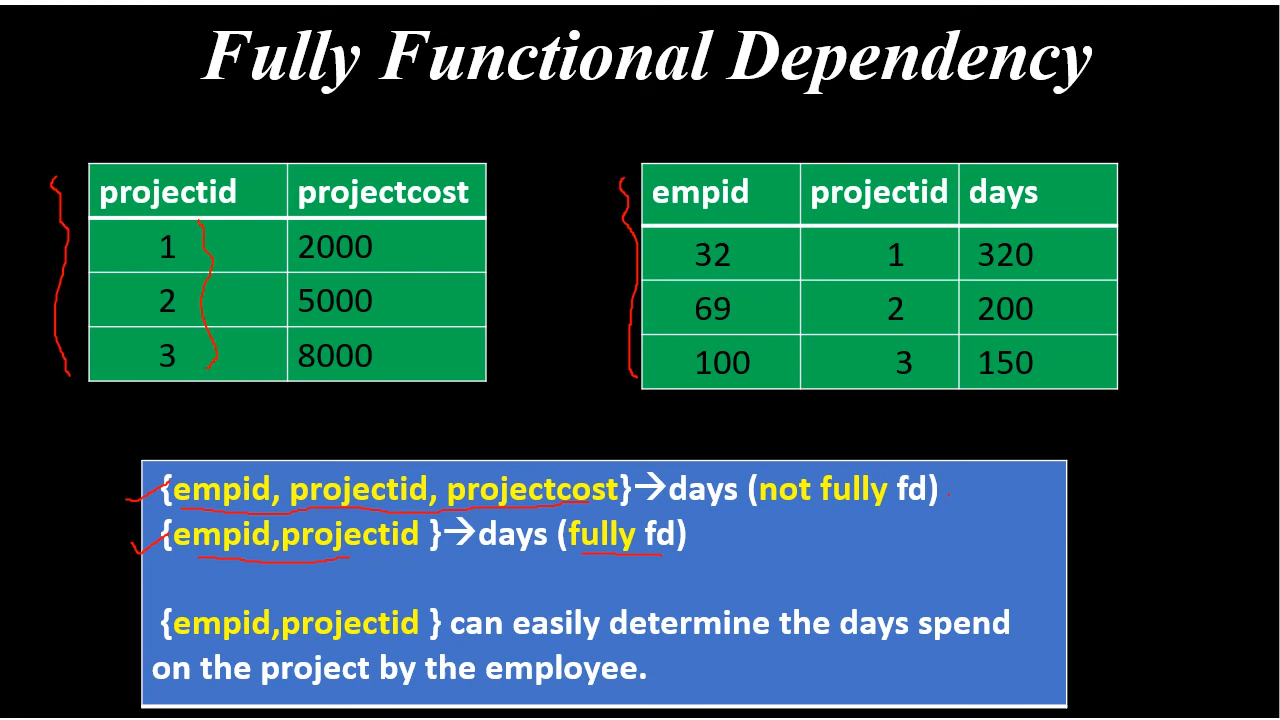 Fully Functional Dependency
projectid projectcost
1 2000
2 5000
3 8000
empid projectid days
32 1 320
69 2 200
100 3 150
{empid, projectid, projectcost}→days (not fully fd)
{empid,projectid }→days (fully fd)
{empid,projectid } can easily determine the days spend
on the project by the employee.